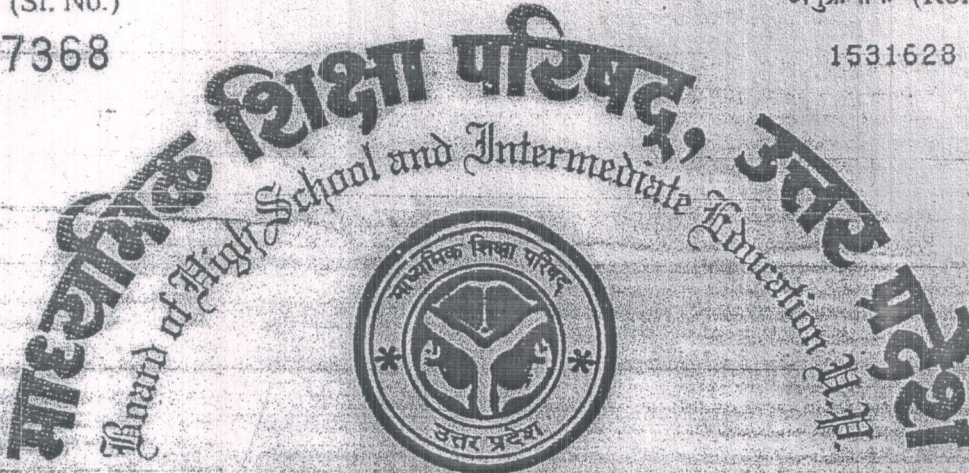 (Sl. No.)
7368
1531628
माध्यमिक शिक्षा परिषद्, उत्तर प्रदेश
Board of High School and Intermediate Education U.P.
माध्यमिक शिक्षा परिषद्
उत्तर प्रदेश